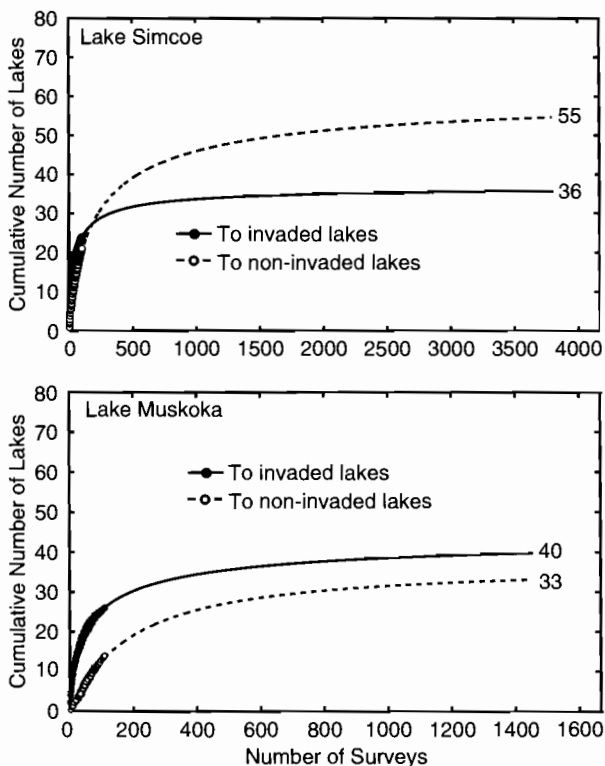 Lake Simcoe
Cumulative Number of Lakes
80
70
60
50
40
30
20
10
0
55
36
To invaded lakes
To non-invaded lakes
0 500 1000 1500 2000 2500 3000 3500 4000
Lake Muskoka
Cumulative Number of Lakes
80
70
60
50
40
30
20
10
0
To invaded lakes
To non-invaded lakes
40
33
0 200 400 600 800 1000 1200 1400 1600
Number of Surveys